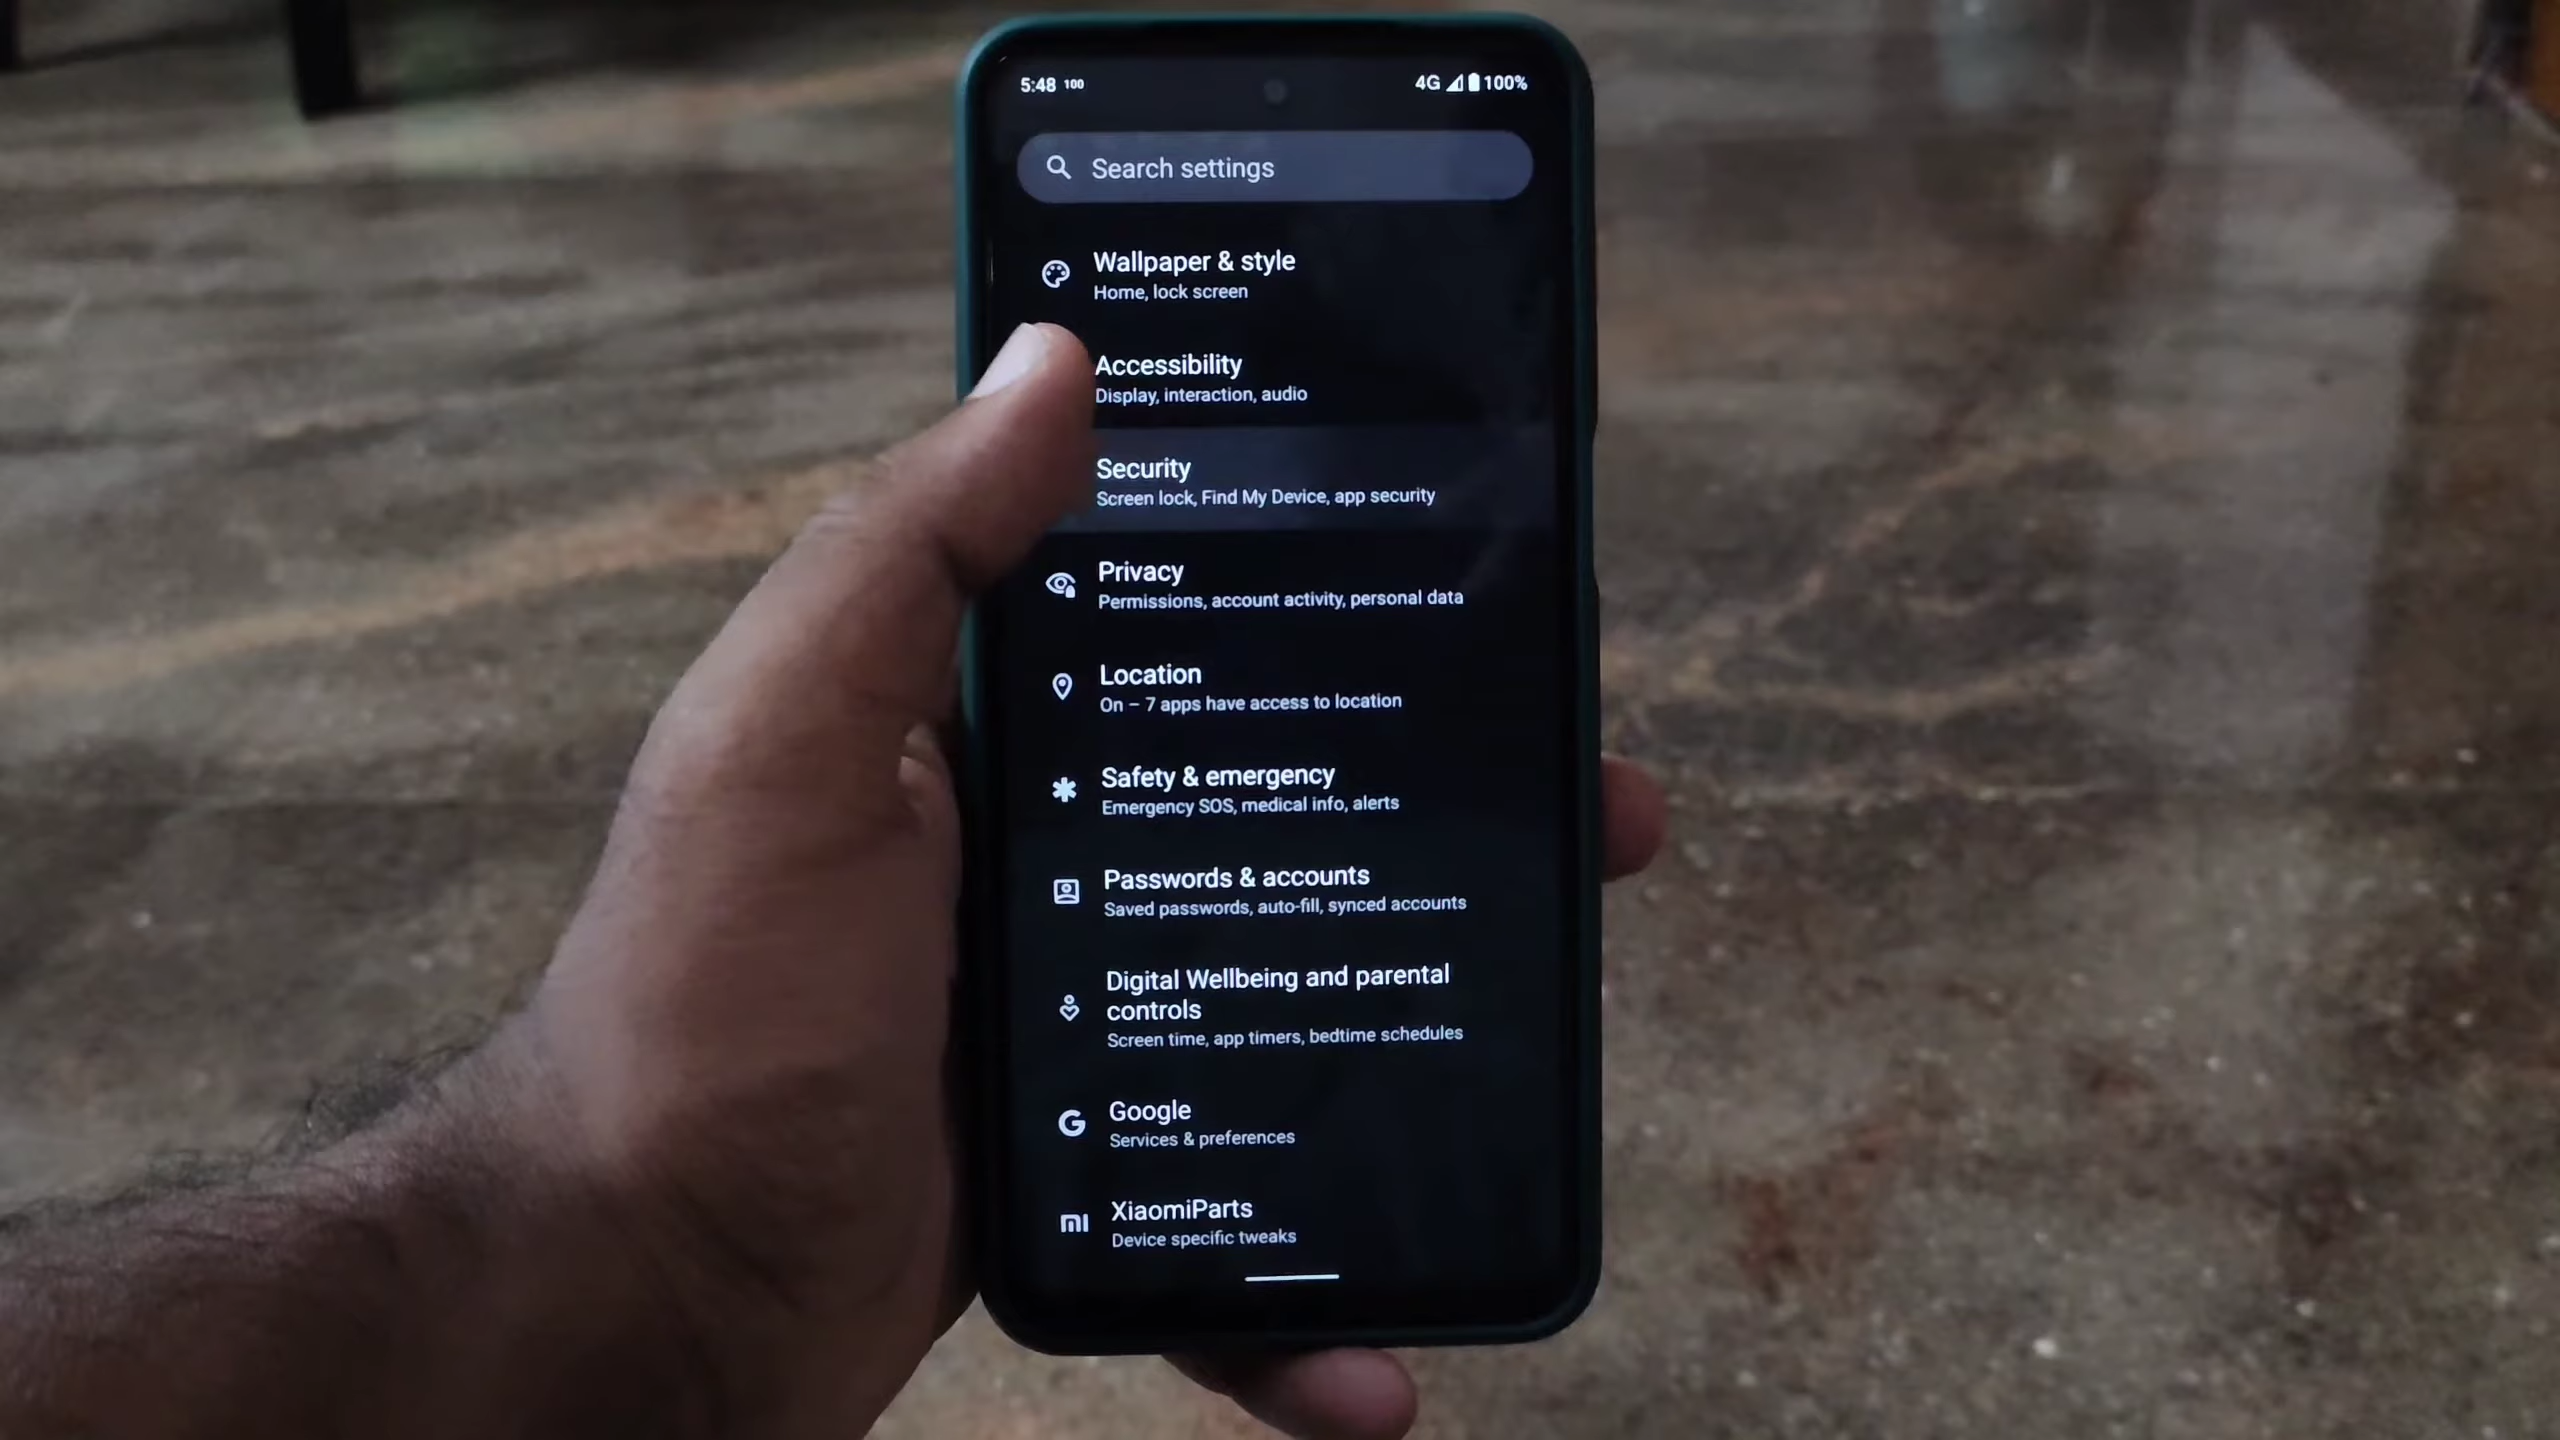 5:48 100 4G 100%
Search settings
Wallpaper & style
Home, lock screen
Accessibility
Display, interaction, audio
Security
Screen lock, Find My Device, app security
Privacy
Permissions, account activity, personal data
Location
On – 7 apps have access to location
Safety & emergency
Emergency SOS, medical info, alerts
Passwords & accounts
Saved passwords, auto-fill, synced accounts
Digital Wellbeing and parental
controls
Screen time, app timers, bedtime schedules
G Google
Services & preferences
mi XiaomiParts
Device specific tweaks